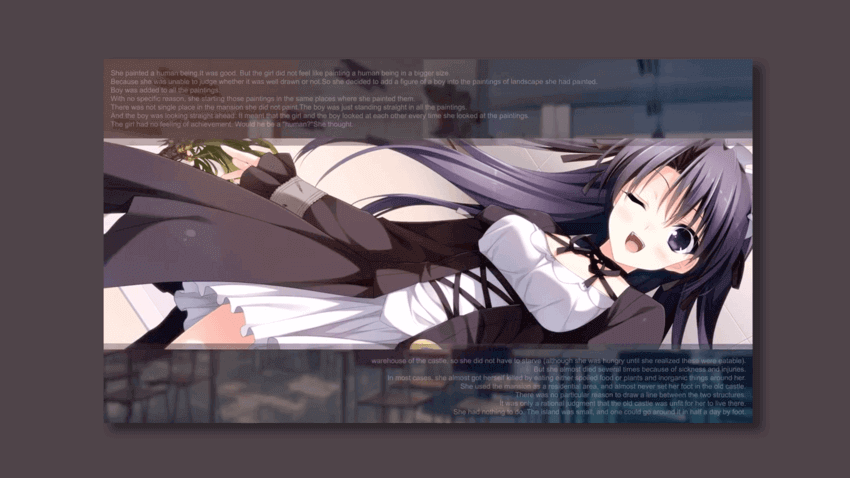 She painted a human being.It was good. But the girl did not feel like painting a human being in a bigger size.
Because she was unable to judge whether it was well drawn or not.So she decided to add a figure of a boy into the paintings of landscape she had painted.
Boy was added to all the paintings.
With no specific reason, she starting those paintings in the same places where she painted them.
There was not single place in the mansion she did not paint.The boy was just standing straight in all the paintings.
And the boy was looking straight ahead. It meant that the girl and the boy looked at each other every time she looked at the paintings.
The girl had no feeling of achievement. Would he be a "human?"She thought.
warehouse of the castle, so she did not have to starve (although she was hungry until she realized these were eatable).
But she almost died several times because of sickness and injuries.
In most cases, she almost got herself killed by eating either spoiled food or plants and inorganic things around her.
She used the mansion as a residential area, and almost never set her foot in the old castle.
There was no particular reason to draw a line between the two structures.
It was only a rational judgment that the old castle was unfit for her to live there.
She had nothing to do. The island was small, and one could go around it in half a day by foot.